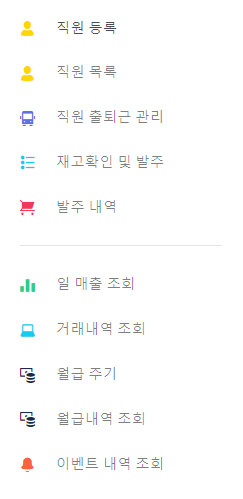 직원 등록
직원 목록
직원 출퇴근 관리
재고확인 및 발주
발주 내역
일 매출 조회
거래내역 조회
월급 주기
월급내역 조회
이벤트 내역 조회